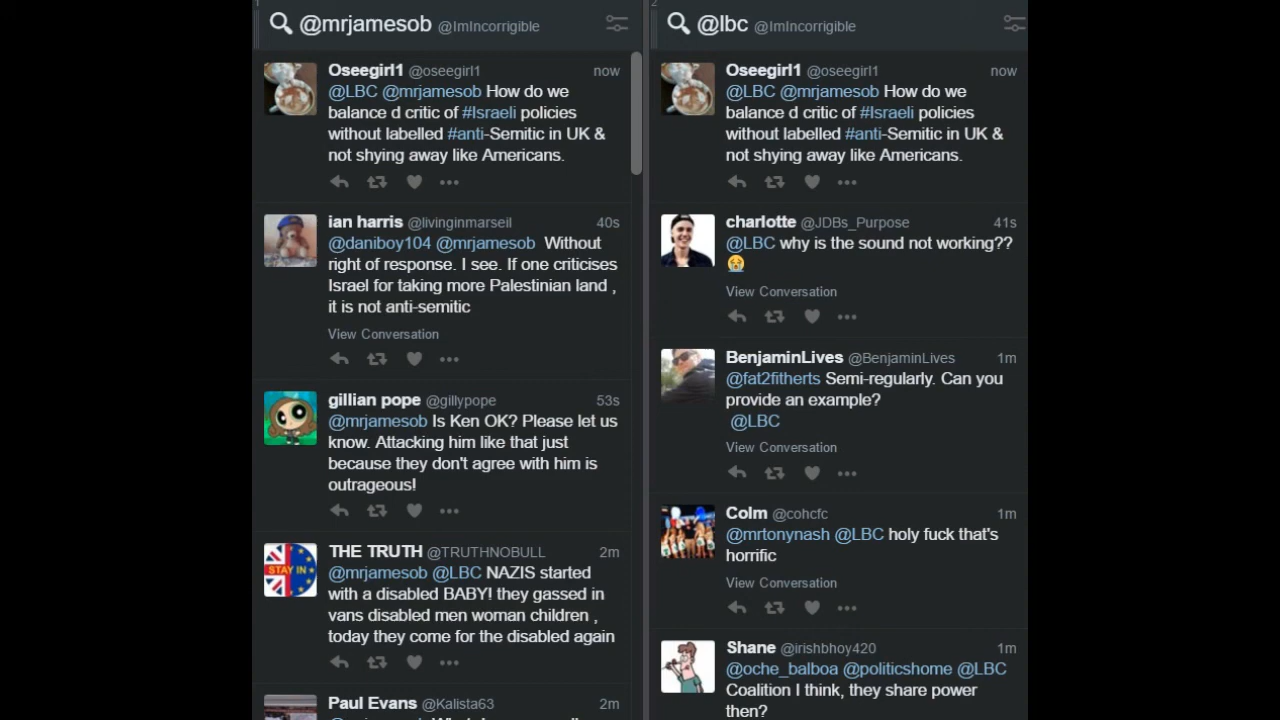 1
@mrjamesob @ImIncorrigible
Oseegirl1 @oseegirl1 now
@LBC @mrjamesob How do we
balance d critic of #Israeli policies
without labelled #anti-Semitic in UK &
not shying away like Americans.
ian harris @livinginmarseil 40s
@daniboy104 @mrjamesob Without
right of response. I see. If one criticises
Israel for taking more Palestinian land ,
it is not anti-semitic
View Conversation
gillian pope @gillypope 53s
@mrjamesob Is Ken OK? Please let us
know. Attacking him like that just
because they don't agree with him is
outrageous!
THE TRUTH @TRUTHNOBULL 2m
STAY IN
@mrjamesob @LBC NAZIS started
with a disabled BABY! they gassed in
vans disabled men woman children ,
today they come for the disabled again
Paul Evans @Kalista63 2m
2
@lbc @ImIncorrigible
Oseegirl1 @oseegirl1 now
@LBC @mrjamesob How do we
balance d critic of #Israeli policies
without labelled #anti-Semitic in UK &
not shying away like Americans.
charlotte @JDBs_Purpose 41s
@LBC why is the sound not working??
😭
View Conversation
BenjaminLives @BenjaminLives 1m
@fat2fitherts Semi-regularly. Can you
provide an example?
@LBC
View Conversation
Colm @cohcfc 1m
@mrtonynash @LBC holy fuck that's
horrific
View Conversation
Shane @irishbhoy420 1m
@oche_balboa @politicshome @LBC
Coalition I think, they share power
then?